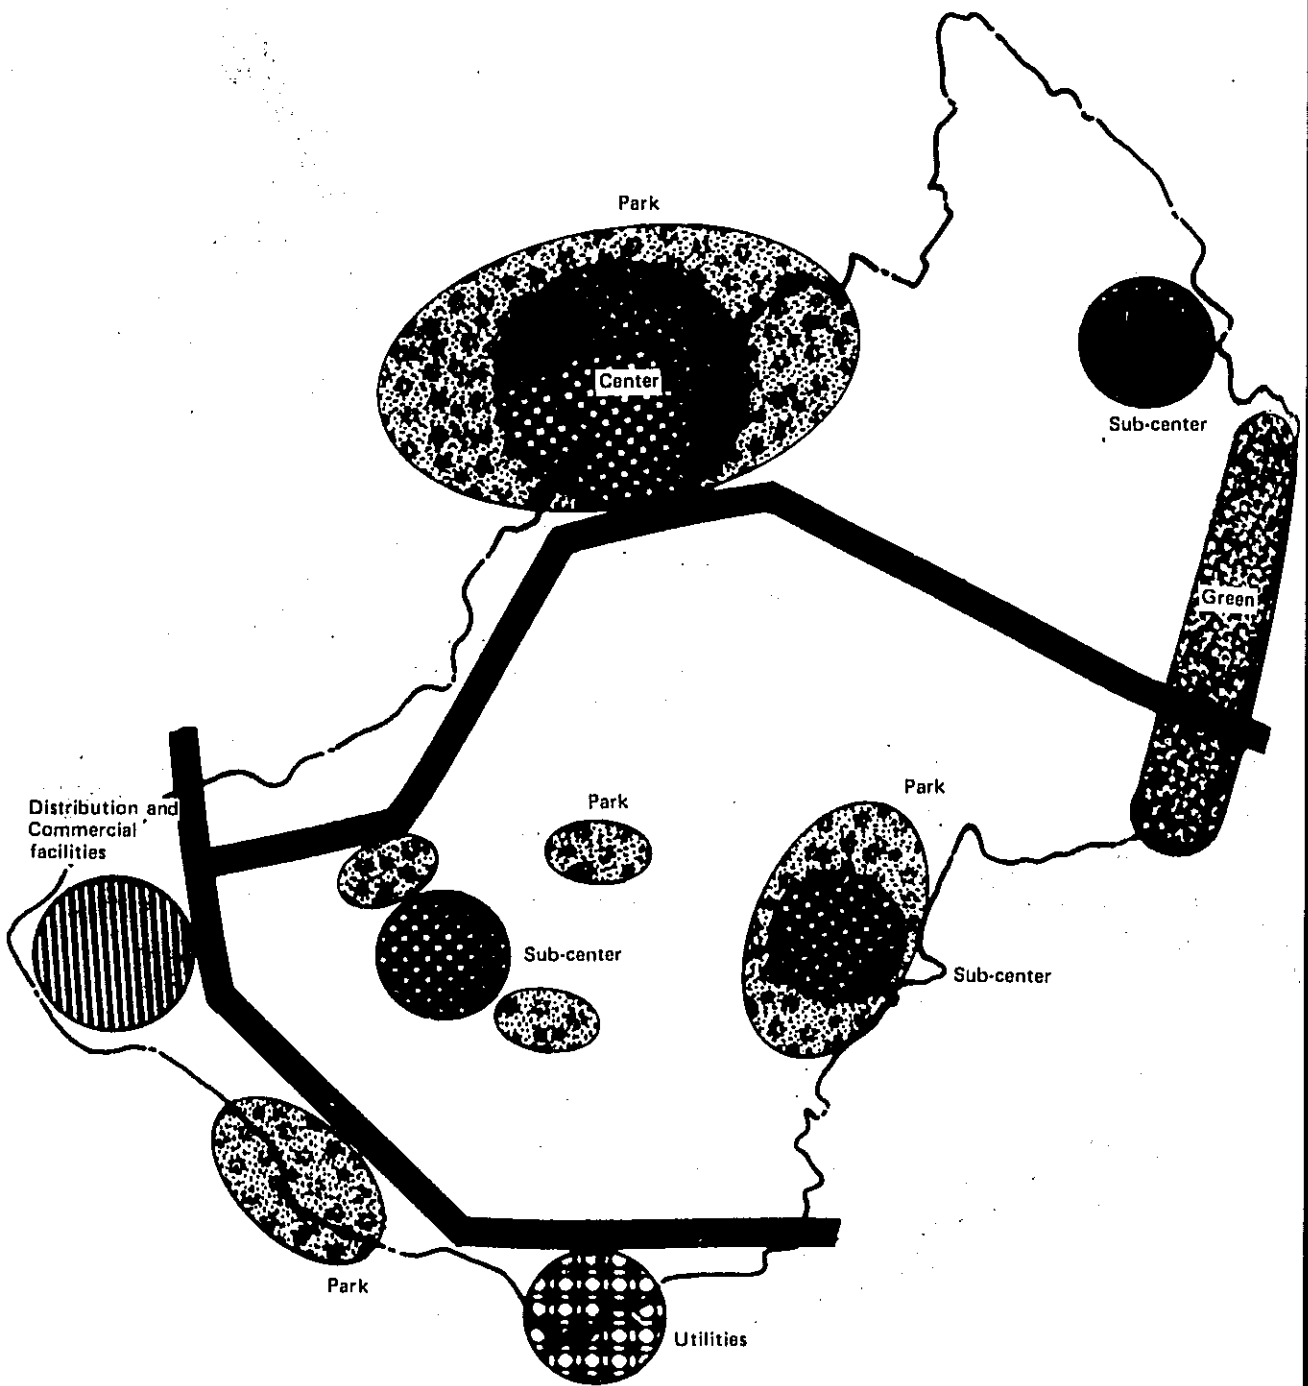 Park
Center
Sub-center
Green
Park
Park
Distribution and
Commercial
facilities
Sub-center
Sub-center
Park
Utilities